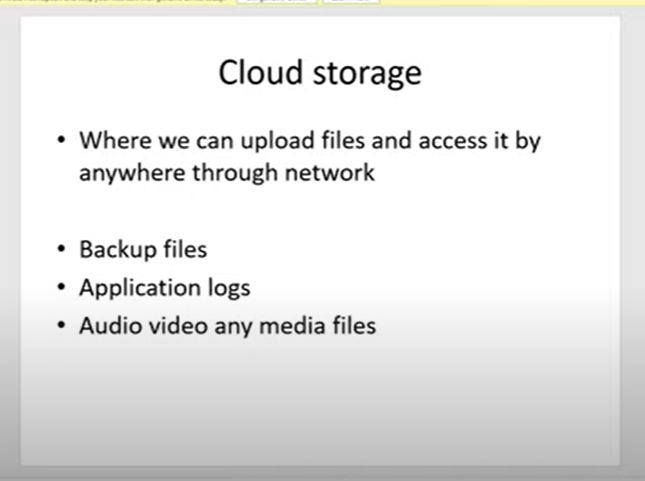 Cloud storage
• Where we can upload files and access it by
anywhere through network
• Backup files
• Application logs
• Audio video any media files